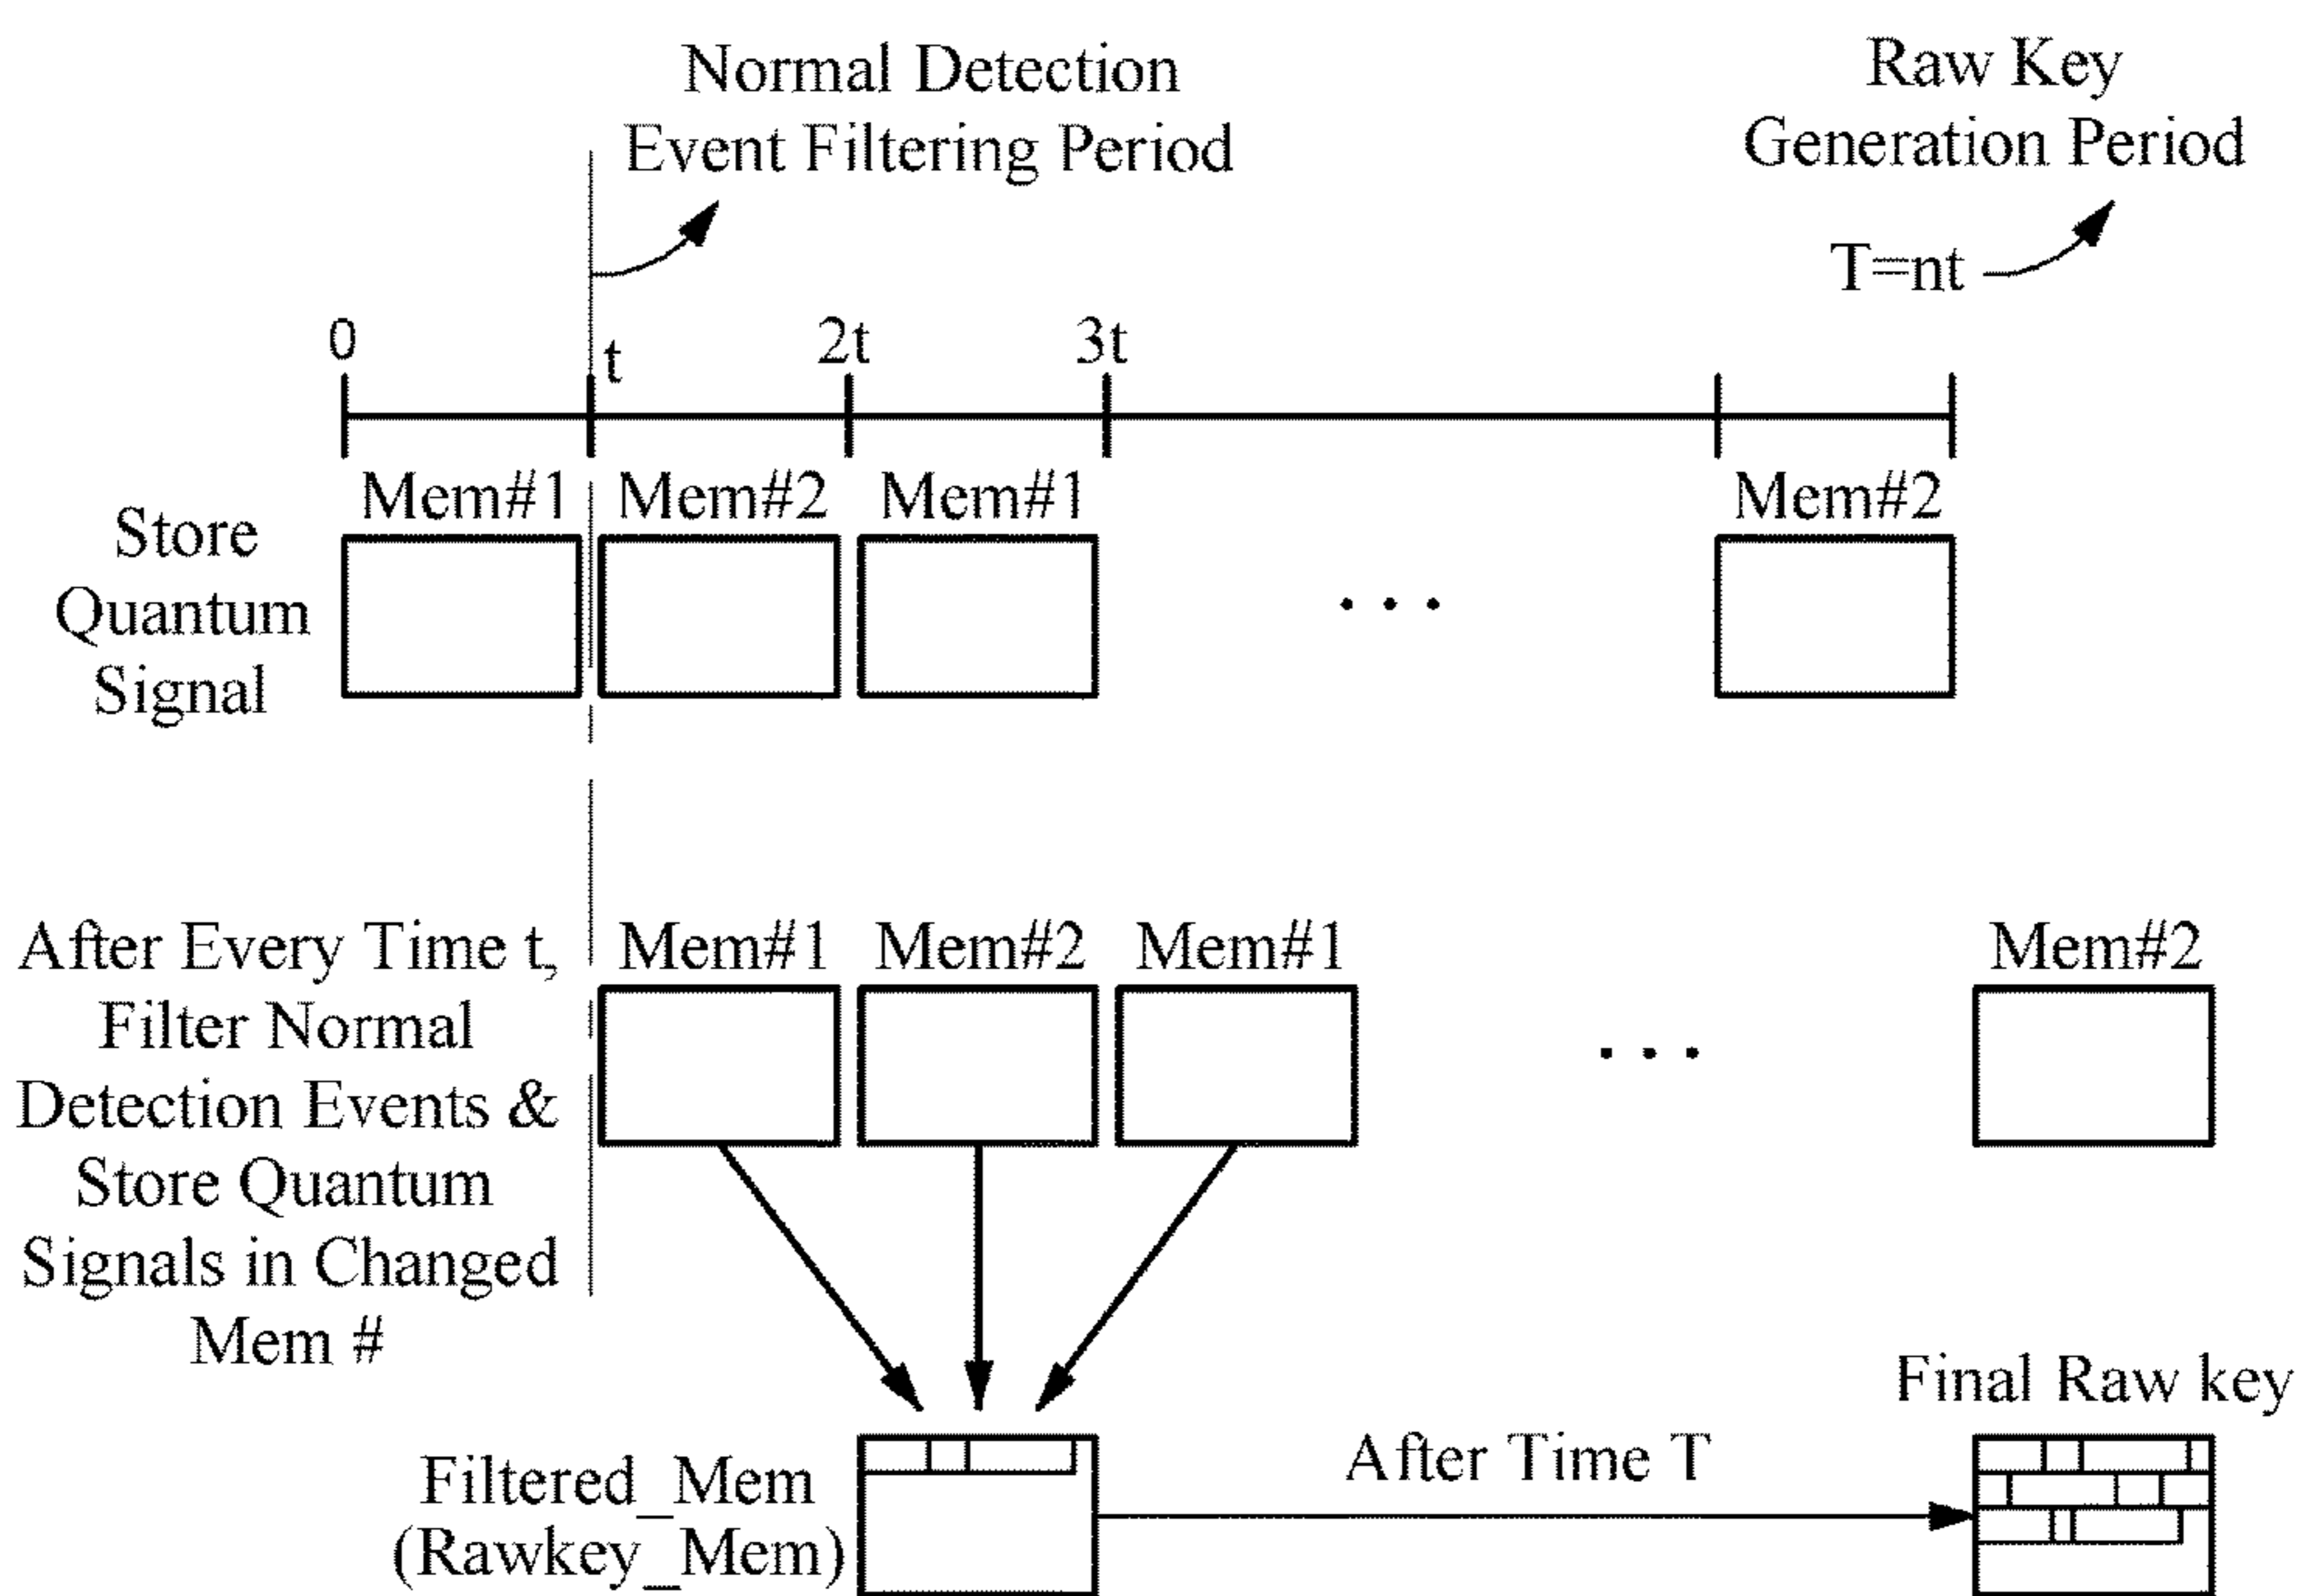 Normal Detection
Event Filtering Period
Raw Key
Generation Period
T=nt
0
t
2t
3t
Mem#1
Mem#2
Mem#1
Mem#2
Store
Quantum
Signal
. . .
After Every Time t,
Filter Normal
Detection Events &
Store Quantum
Signals in Changed
Mem #
Mem#1
Mem#2
Mem#1
Mem#2
. . .
Filtered_Mem
(Rawkey_Mem)
After Time T
Final Raw key